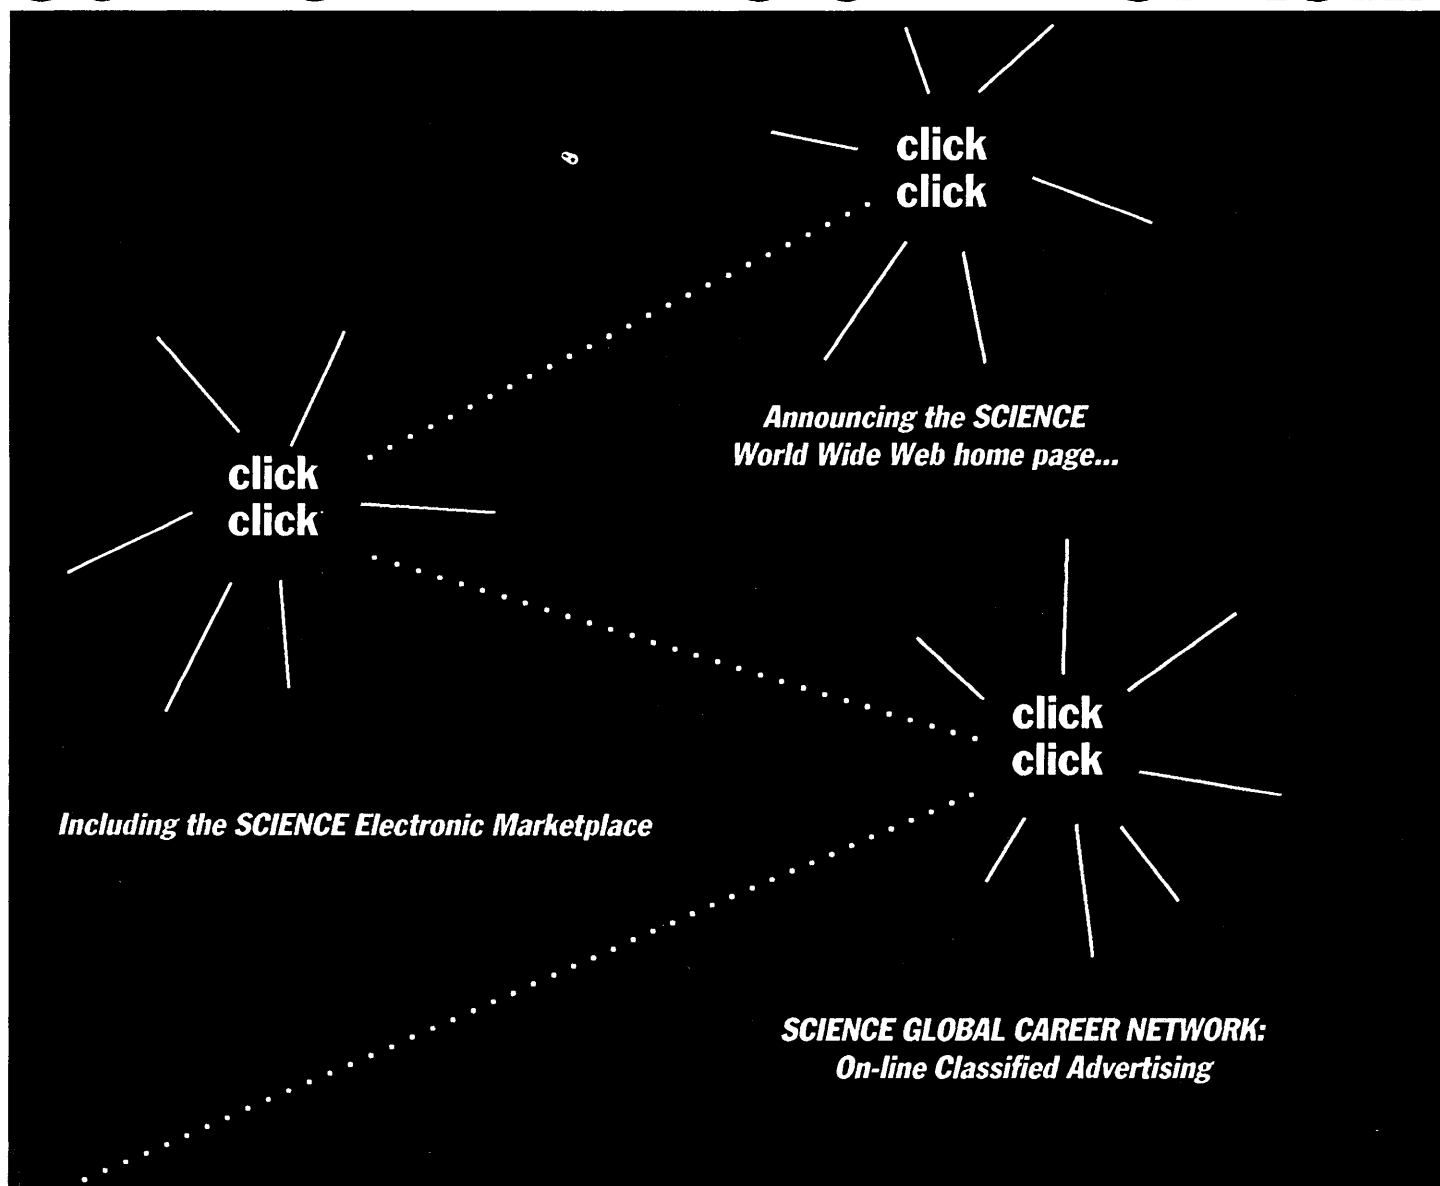 click
click
Announcing the SCIENCE
World Wide Web home page...
click
click
Including the SCIENCE Electronic Marketplace
click
click
SCIENCE GLOBAL CAREER NETWORK:
On-line Classified Advertising